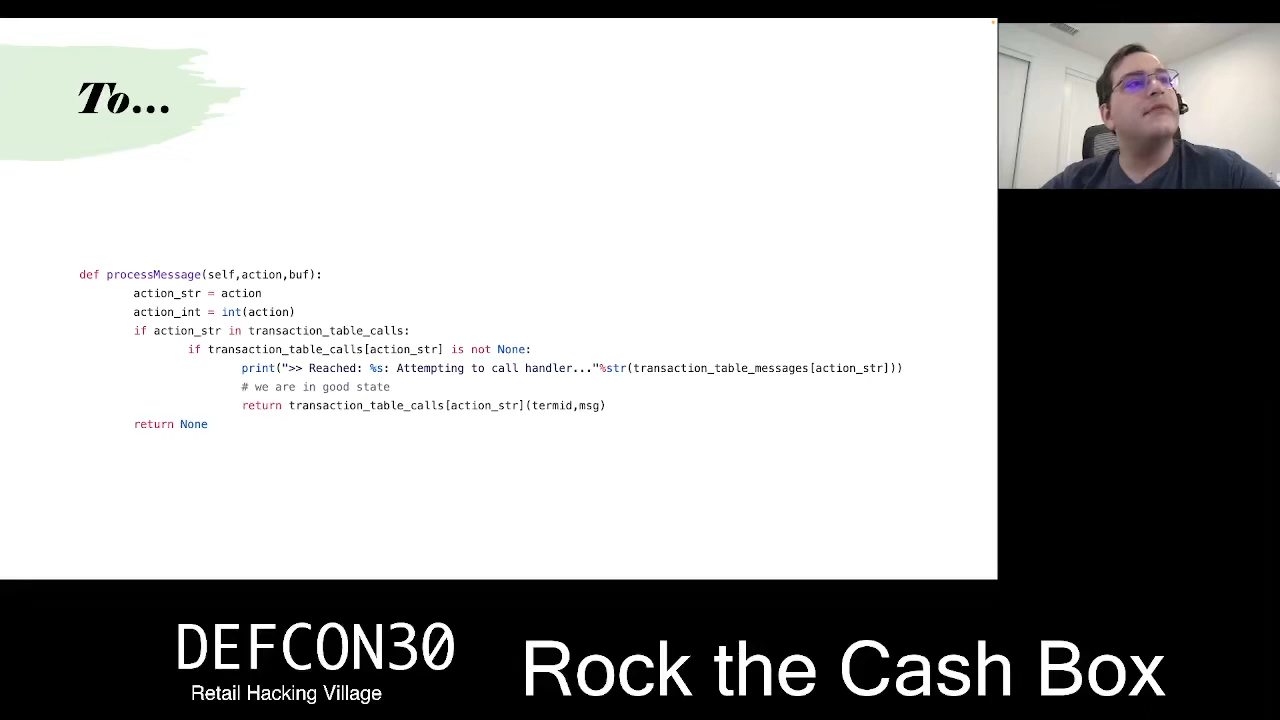 To...
def processMessage(self,action,buf):
action_str = action
action_int = int(action)
if action_str in transaction_table_calls:
if transaction_table_calls[action_str] is not None:
print(">> Reached: %s: Attempting to call handler..."%str(transaction_table_messages[action_str]))
# we are in good state
return transaction_table_calls[action_str](termid,msg)
return None
DEFCON30
Retail Hacking Village
Rock the Cash Box